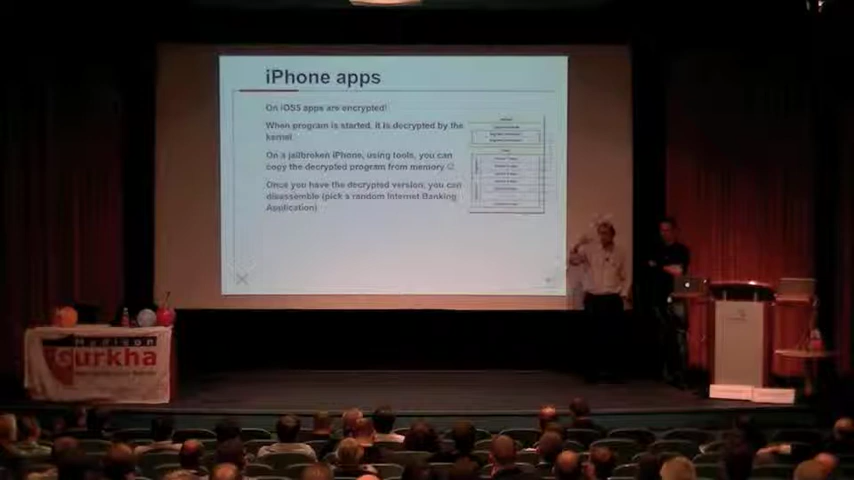 iPhone apps
On iOS5 apps are encrypted!
When program is started, it is decrypted by the
kernel
On a jailbroken iPhone, using tools, you can
copy the decrypted program from memory ☺
Once you have the decrypted version, you can
disassemble (pick a random Internet Banking
Application)
Madison
gurkha